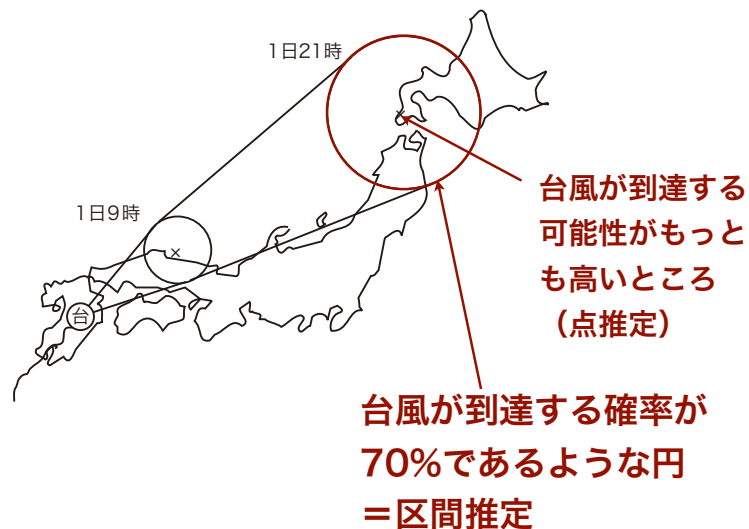 1日21時
1日9時
×
×
台
台風が到達する
可能性がもっと
も高いところ
（点推定）
台風が到達する確率が
70%であるような円
＝区間推定